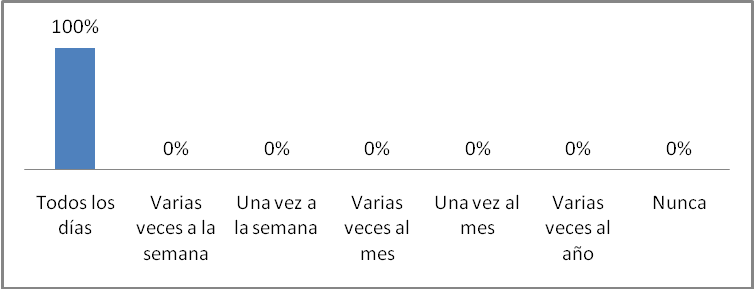 100%
0%
0%
0%
0%
0%
0%
Todos los
días
Varias
veces a la
semana
Una vez a
la semana
Varias
veces al
mes
Una vez al
mes
Varias
veces al
año
Nunca